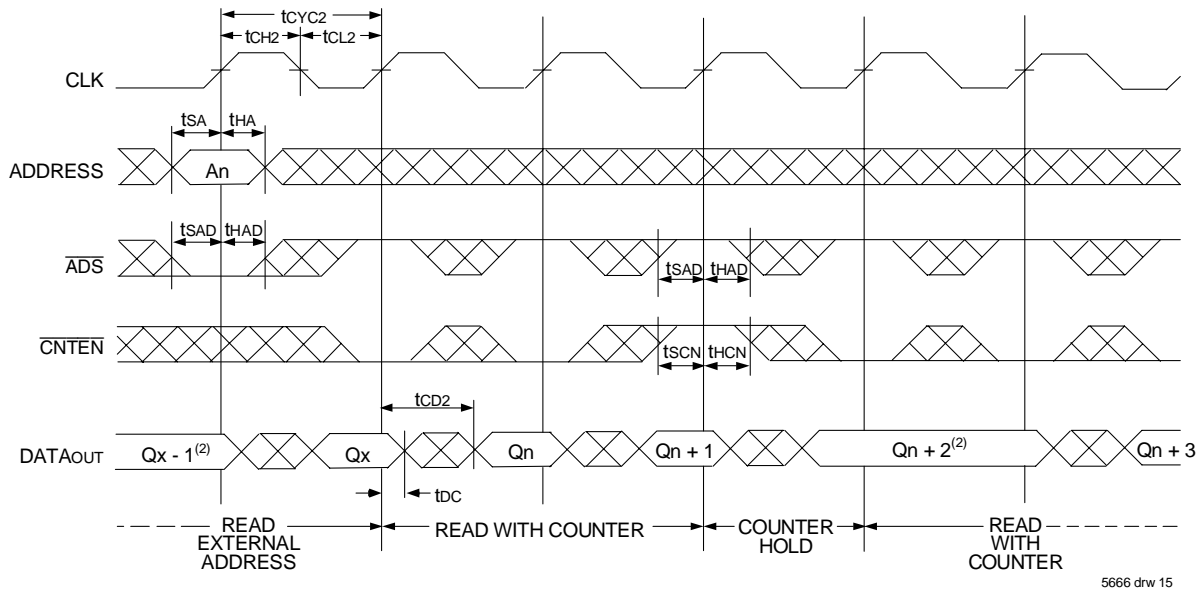 tCYC2
tCH2 tCL2
CLK
tSA tHA
ADDRESS An
tSAD tHAD
ADS tSAD tHAD
CNTEN tSCN tHCN
tCD2
DATAOUT Qx - 1(2) Qx Qn Qn + 1 Qn + 2(2) Qn + 3
tDC
READ EXTERNAL ADDRESS
READ WITH COUNTER
COUNTER HOLD
READ WITH COUNTER
5666 drw 15